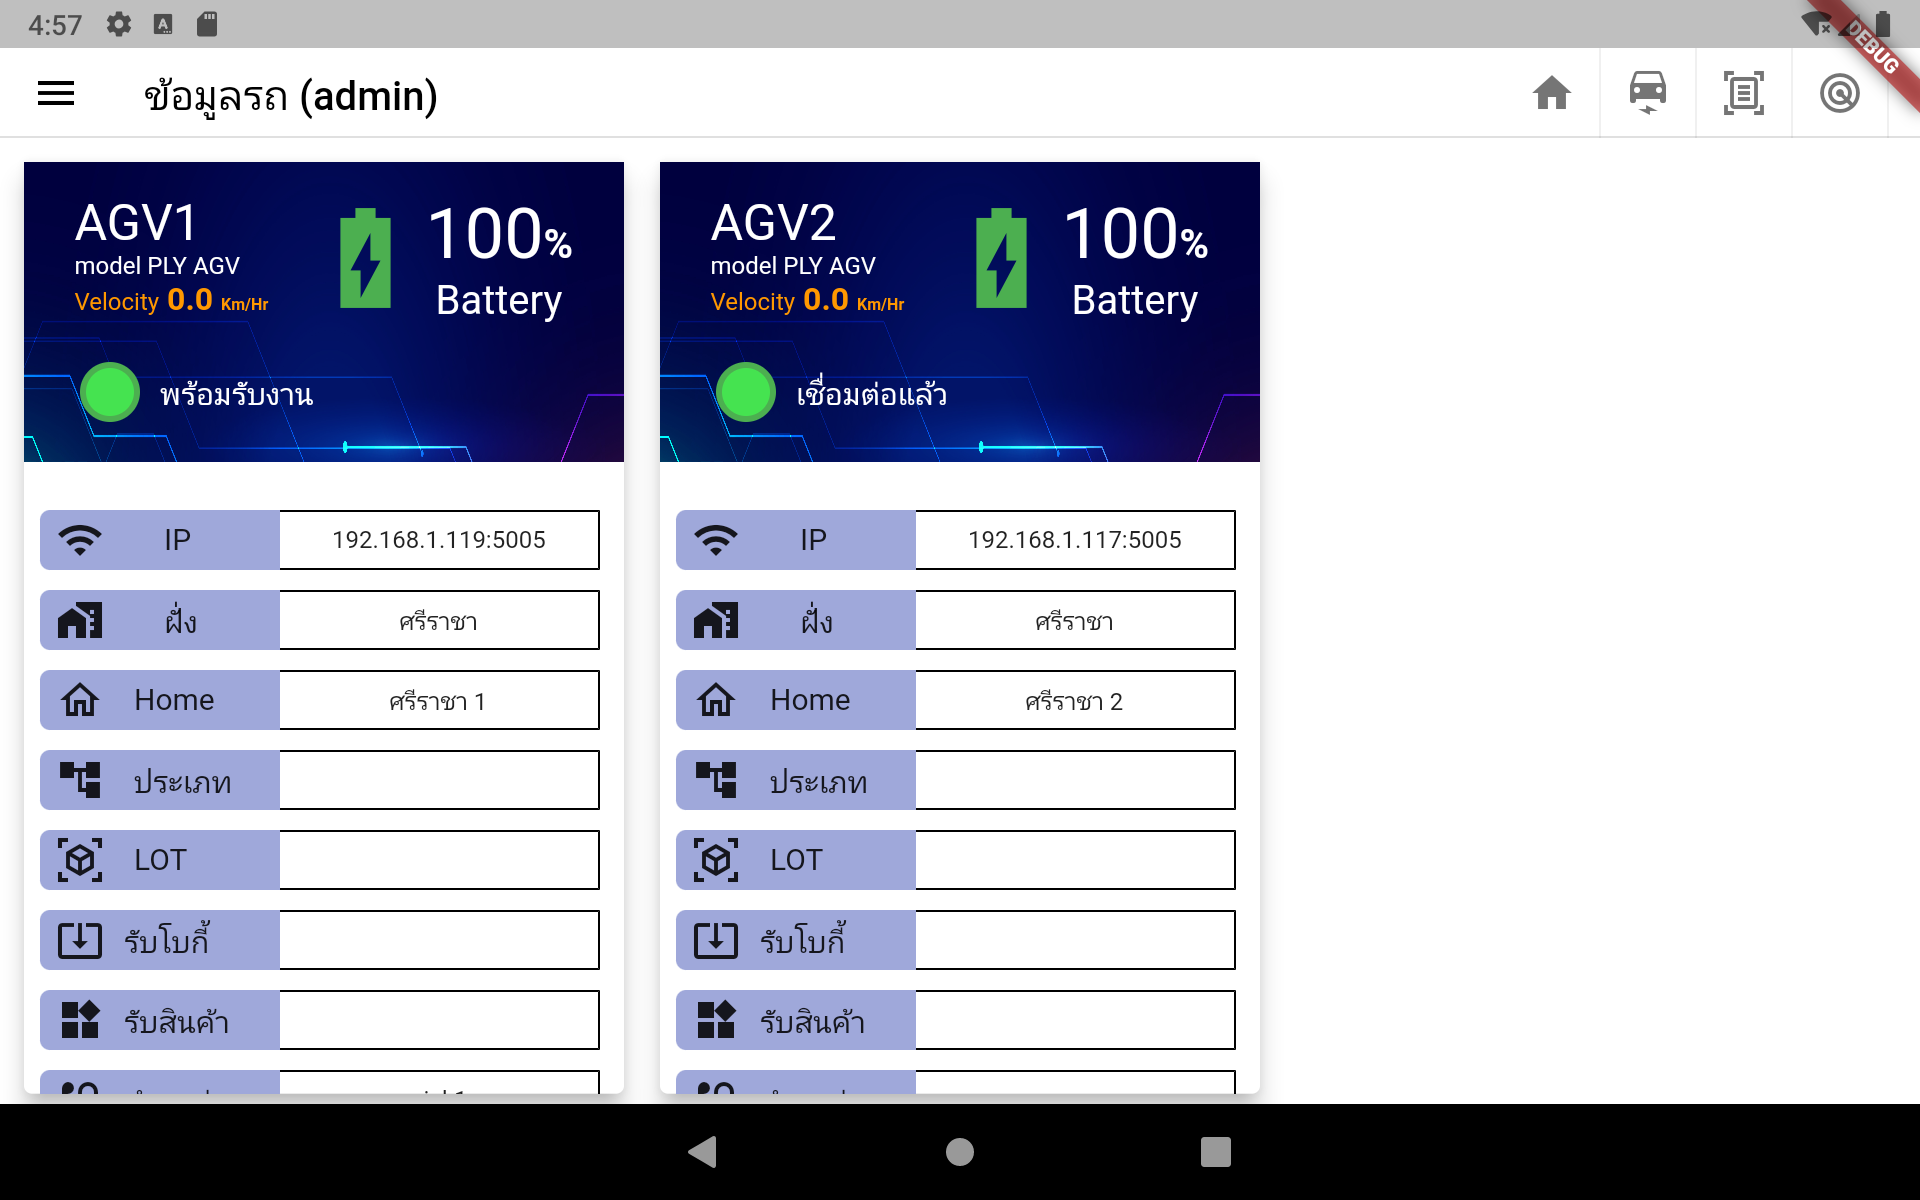 4:57
DEBUG
ข้อมูลรถ (admin)
AGV1
model PLY AGV
Velocity 0.0 Km/Hr
100%
Battery
พร้อมรับงาน
IP
192.168.1.119:5005
ฝั่ง
ศรีราชา
Home
ศรีราชา 1
ประเภท
LOT
รับโบกี้
รับสินค้า
AGV2
model PLY AGV
Velocity 0.0 Km/Hr
100%
Battery
เชื่อมต่อแล้ว
IP
192.168.1.117:5005
ฝั่ง
ศรีราชา
Home
ศรีราชา 2
ประเภท
LOT
รับโบกี้
รับสินค้า